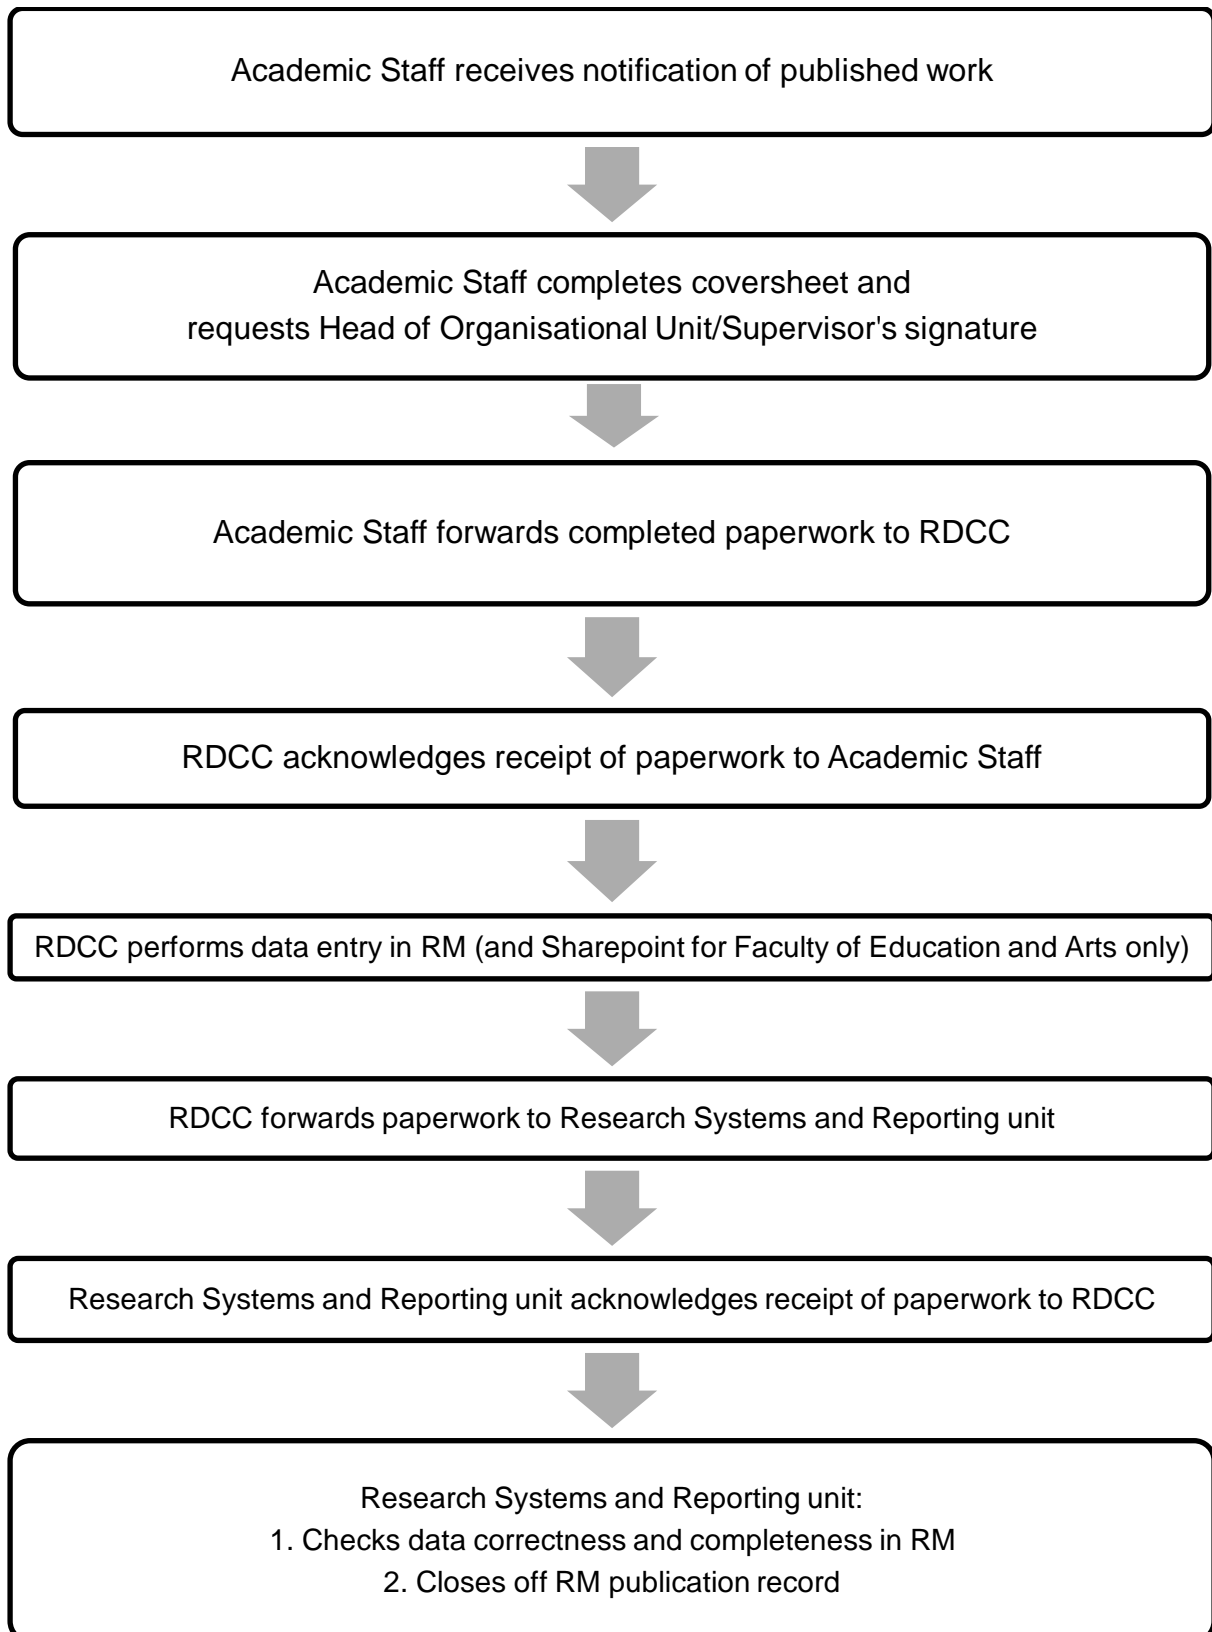 Academic Staff receives notification of published work
Academic Staff completes coversheet and
requests Head of Organisational Unit/Supervisor's signature
Academic Staff forwards completed paperwork to RDCC
RDCC acknowledges receipt of paperwork to Academic Staff
RDCC performs data entry in RM (and Sharepoint for Faculty of Education and Arts only)
RDCC forwards paperwork to Research Systems and Reporting unit
Research Systems and Reporting unit acknowledges receipt of paperwork to RDCC
Research Systems and Reporting unit:
1. Checks data correctness and completeness in RM
2. Closes off RM publication record